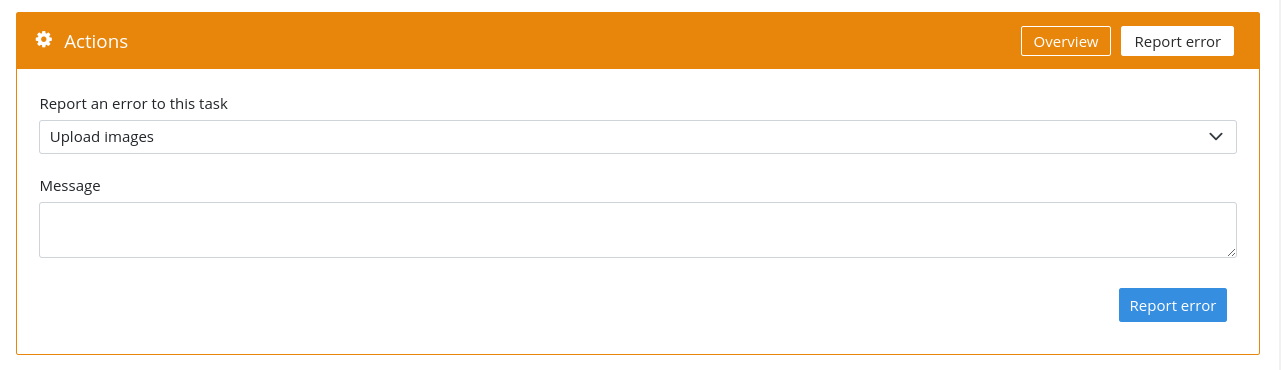 Actions
Overview
Report error
Report an error to this task
Upload images
Message
Report error